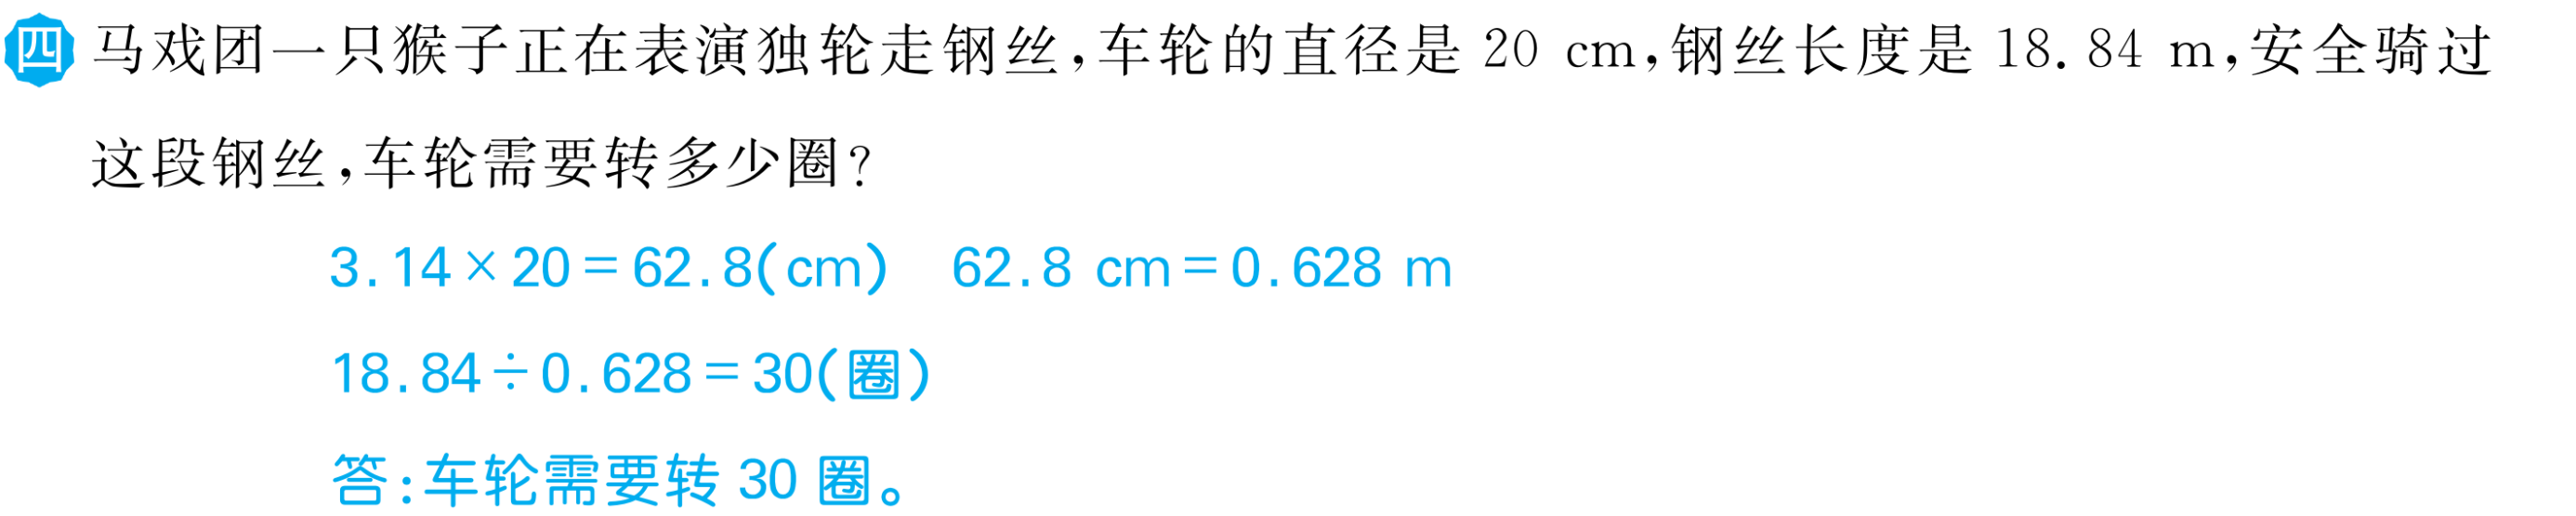 四 马戏团一只猴子正在表演独轮走钢丝,车轮的直径是 20 cm,钢丝长度是 18.84 m,安全骑过
这段钢丝,车轮需要转多少圈?
3.14×20=62.8(cm) 62.8 cm=0.628 m
18.84÷0.628=30(圈)
答:车轮需要转 30 圈。